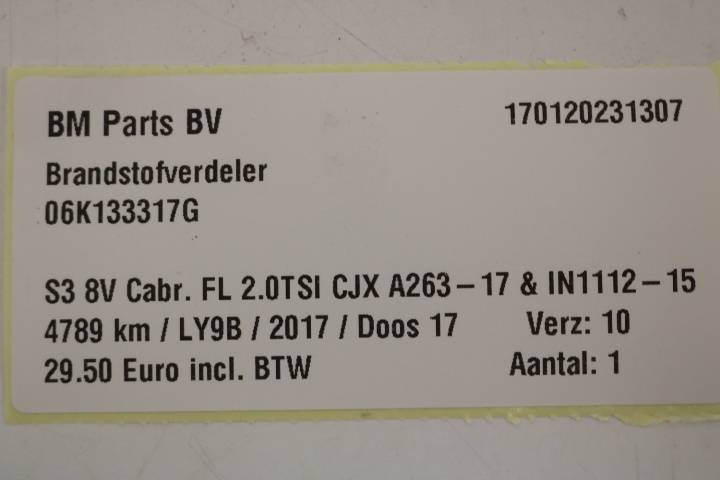 BM Parts BV 170120231307
Brandstofverdeler
06K133317G
S3 8V Cabr. FL 2.0TSI CJX A263-17 & IN1112-15
4789 km / LY9B / 2017 / Doos 17 Verz: 10
29.50 Euro incl. BTW Aantal: 1